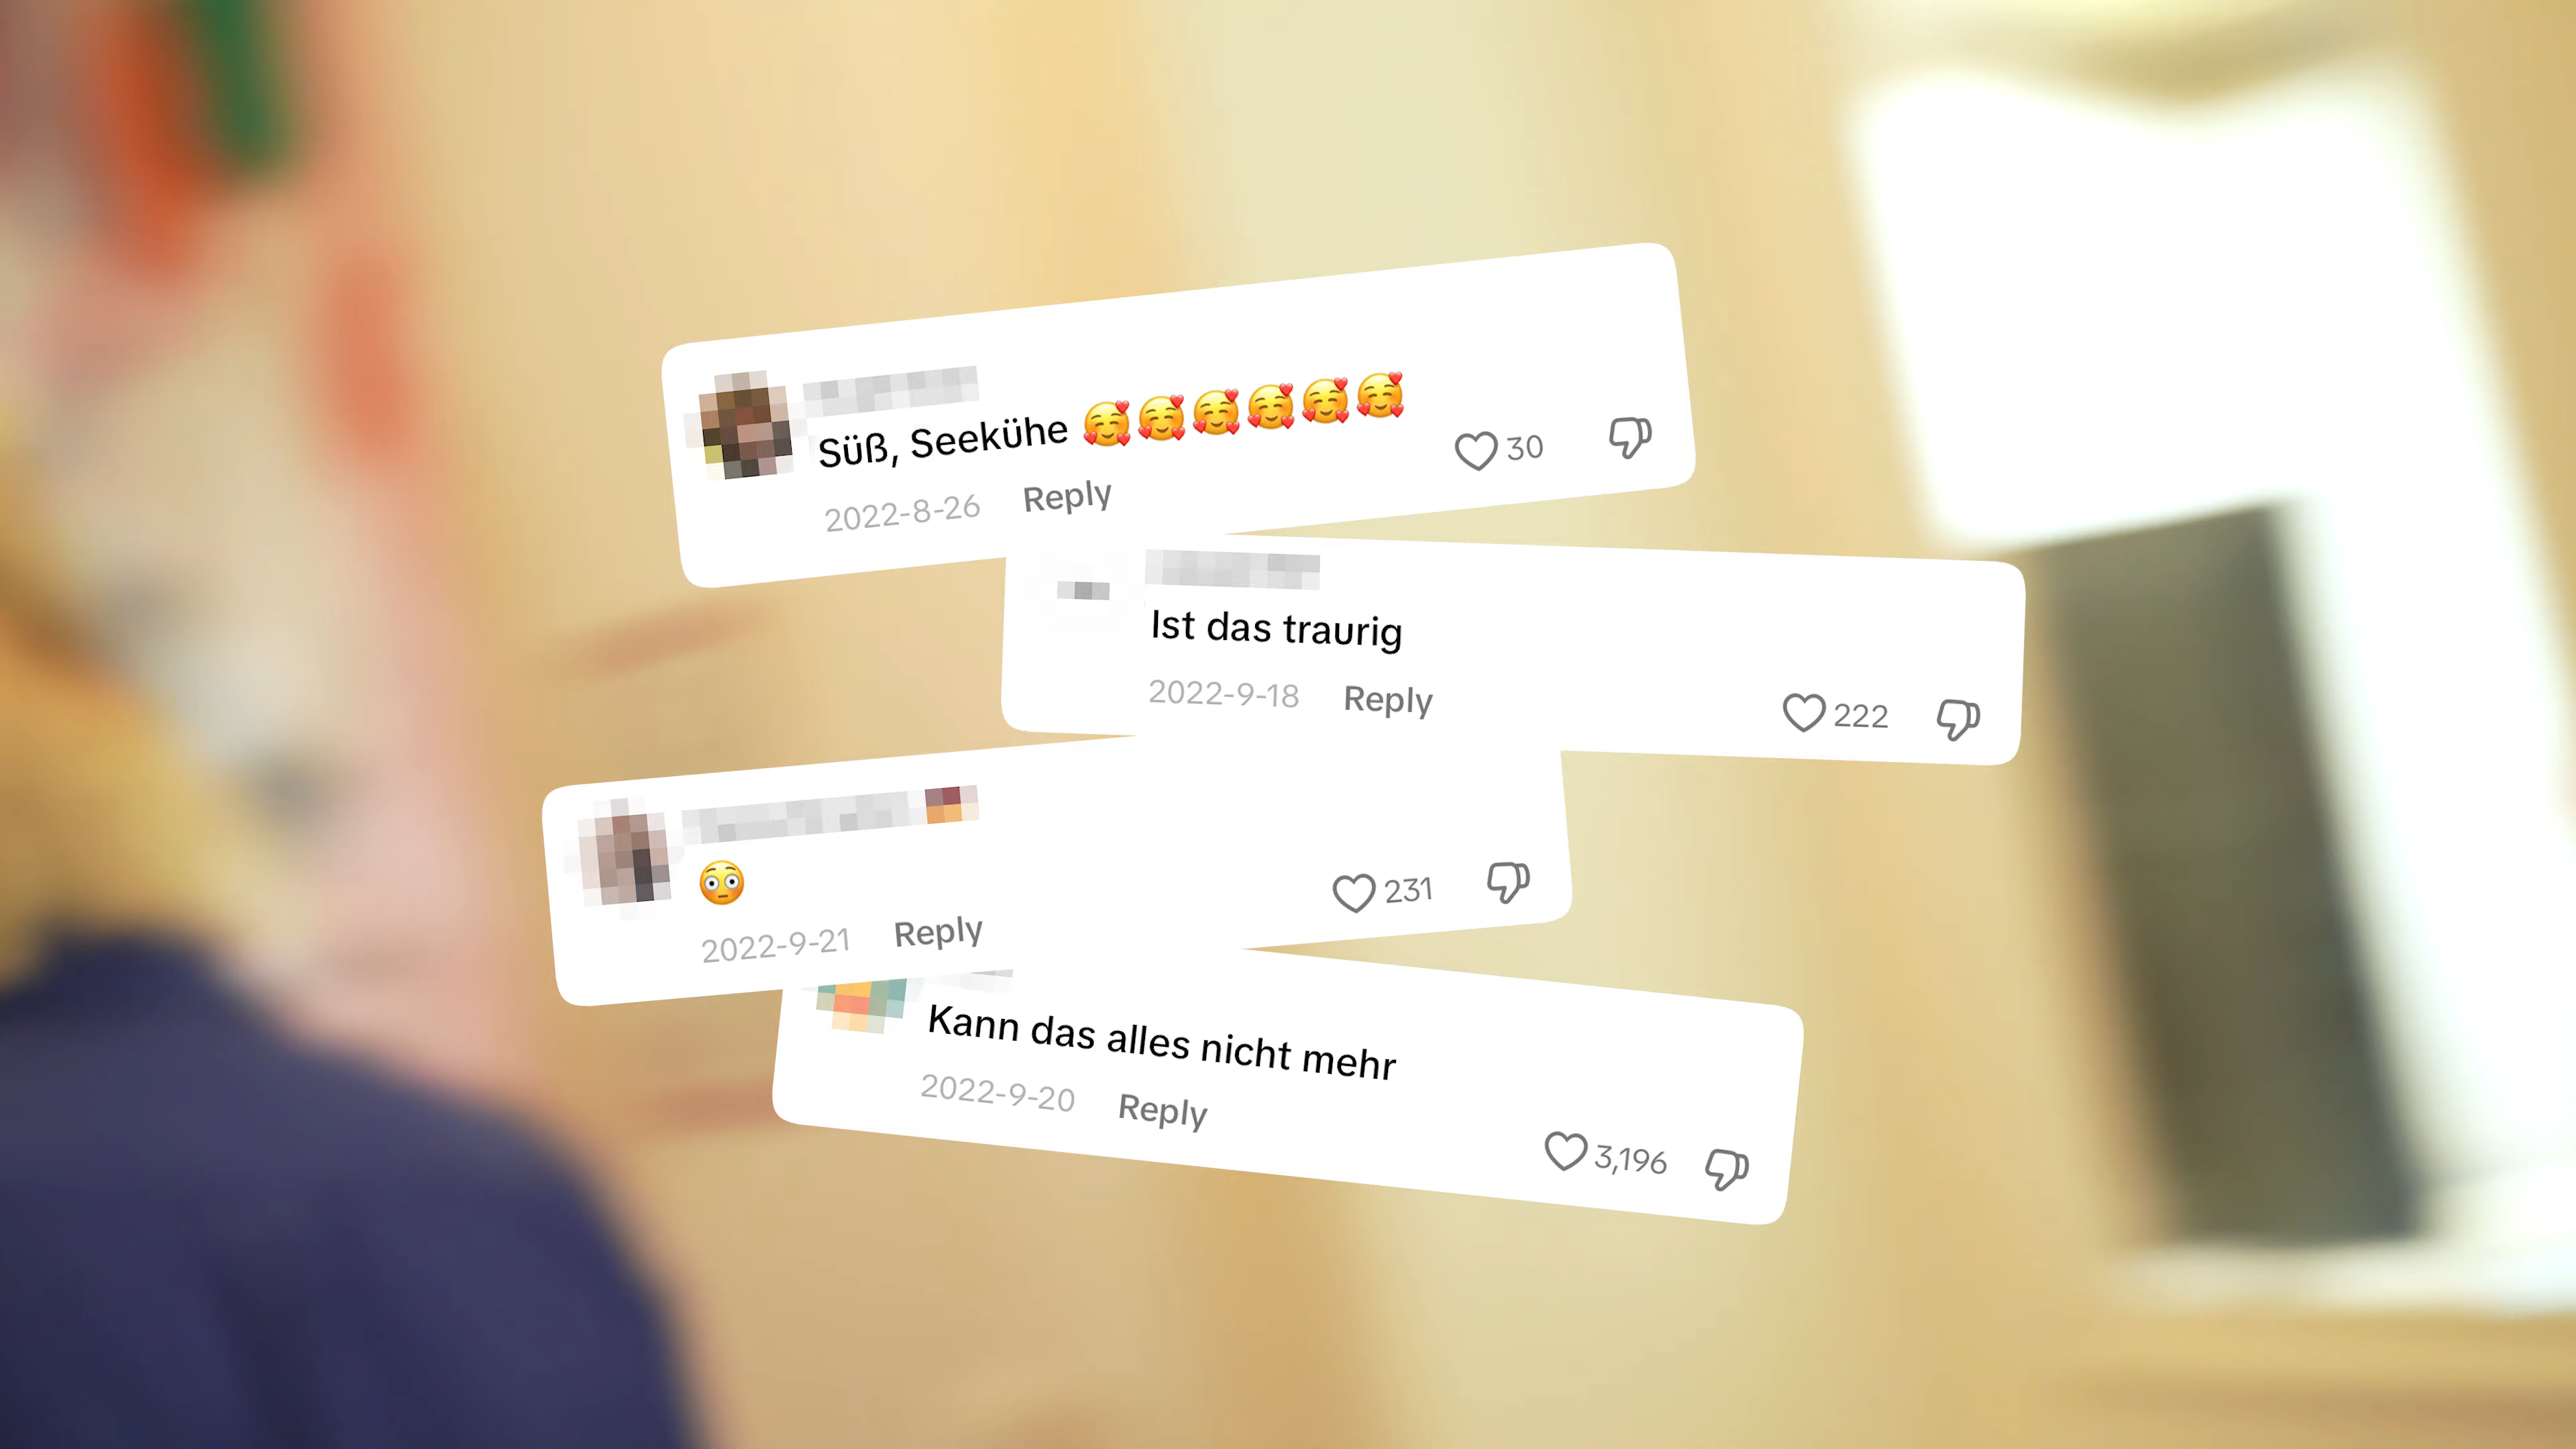 Süß, Seekühe 🥰🥰🥰🥰🥰🥰
2022-8-26 Reply 30
Ist das traurig
2022-9-18 Reply 222
😳
2022-9-21 Reply 231
Kann das alles nicht mehr
2022-9-20 Reply 3,196